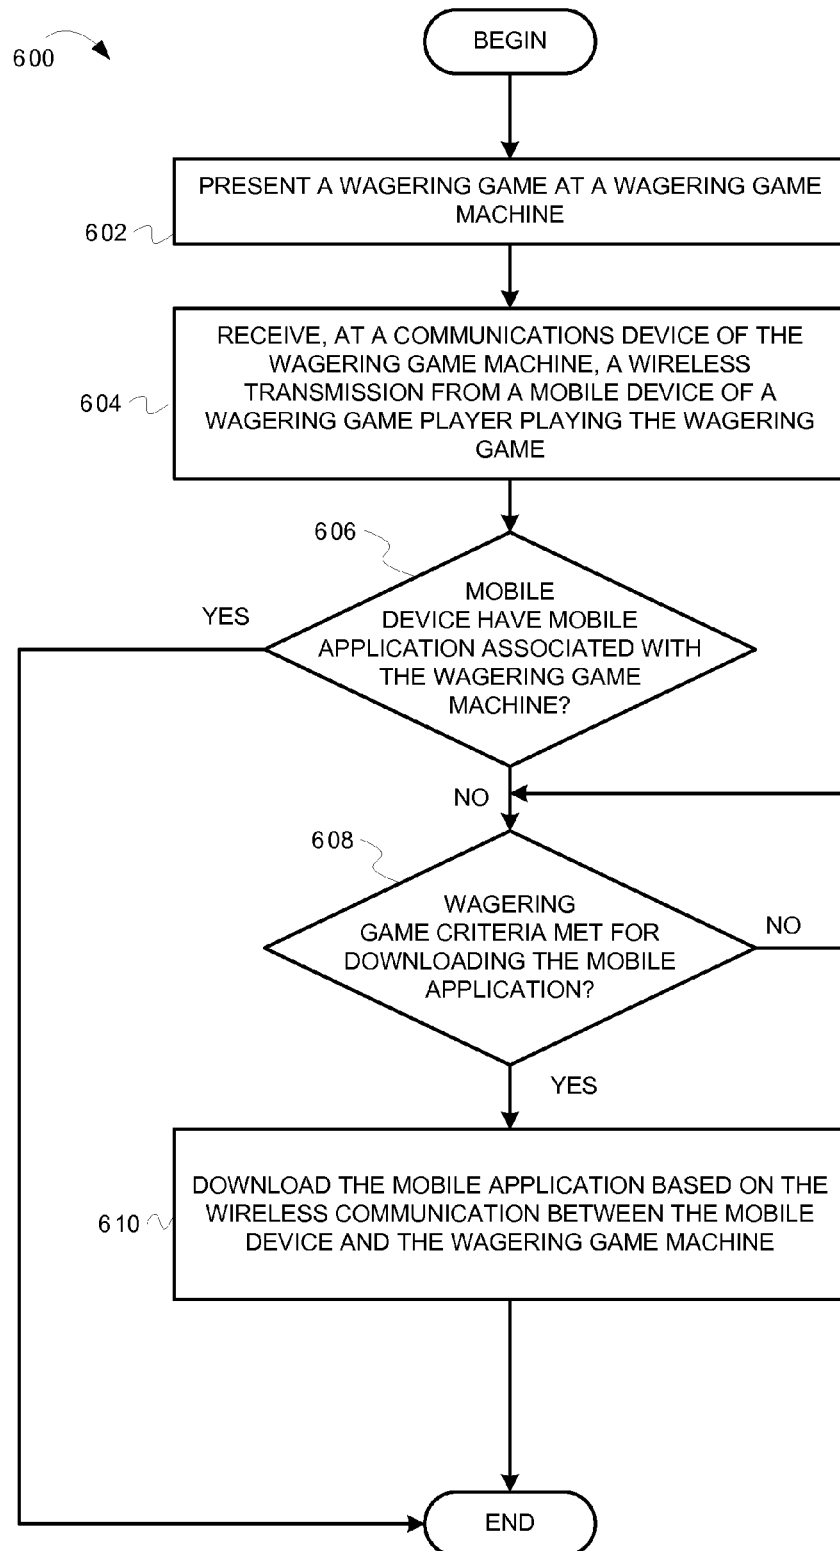 BEGIN
600
PRESENT A WAGERING GAME AT A WAGERING GAME
MACHINE
602
RECEIVE, AT A COMMUNICATIONS DEVICE OF THE
WAGERING GAME MACHINE, A WIRELESS
TRANSMISSION FROM A MOBILE DEVICE OF A
WAGERING GAME PLAYER PLAYING THE WAGERING
GAME
604
606
YES
MOBILE
DEVICE HAVE MOBILE
APPLICATION ASSOCIATED WITH
THE WAGERING GAME
MACHINE?
NO
608
WAGERING
GAME CRITERIA MET FOR
DOWNLOADING THE MOBILE
APPLICATION?
NO
YES
DOWNLOAD THE MOBILE APPLICATION BASED ON THE
WIRELESS COMMUNICATION BETWEEN THE MOBILE
DEVICE AND THE WAGERING GAME MACHINE
610
END